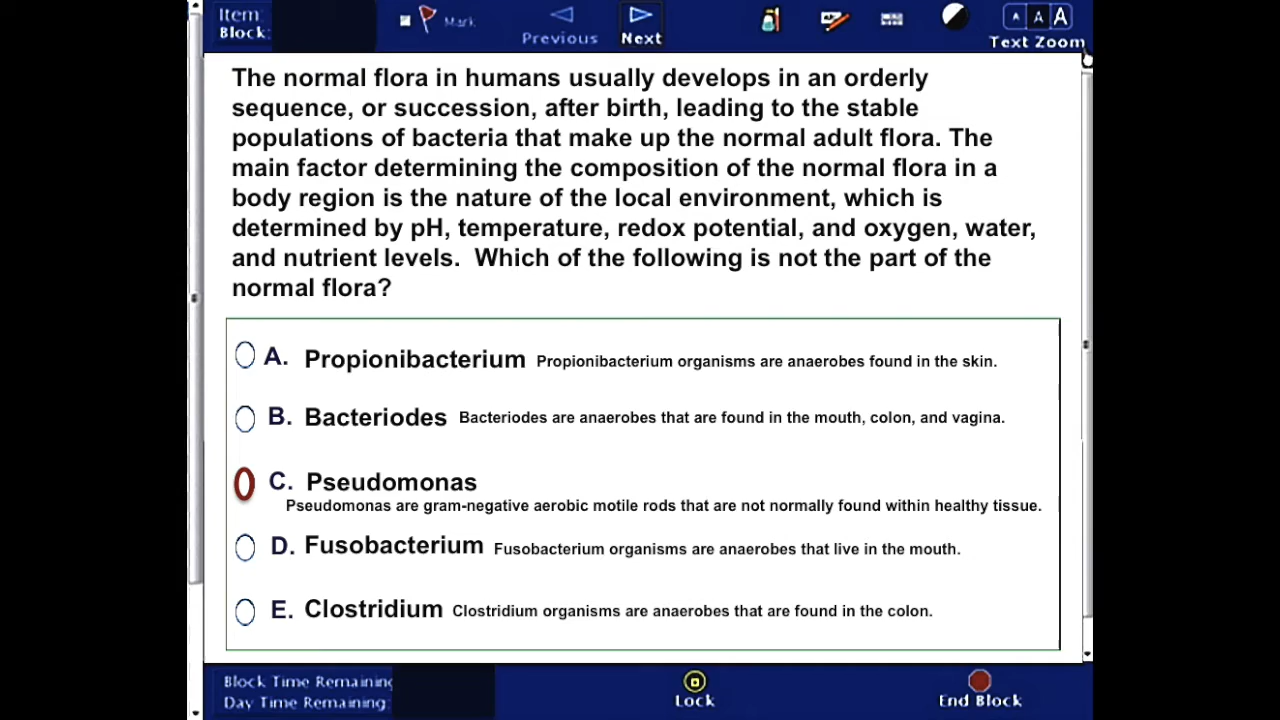 Item
Block:
Mark
Previous
Next
A A A
Text Zoom
The normal flora in humans usually develops in an orderly
sequence, or succession, after birth, leading to the stable
populations of bacteria that make up the normal adult flora. The
main factor determining the composition of the normal flora in a
body region is the nature of the local environment, which is
determined by pH, temperature, redox potential, and oxygen, water,
and nutrient levels. Which of the following is not the part of the
normal flora?
A. Propionibacterium Propionibacterium organisms are anaerobes found in the skin.
B. Bacteriodes Bacteriodes are anaerobes that are found in the mouth, colon, and vagina.
C. Pseudomonas
Pseudomonas are gram-negative aerobic motile rods that are not normally found within healthy tissue.
D. Fusobacterium Fusobacterium organisms are anaerobes that live in the mouth.
E. Clostridium Clostridium organisms are anaerobes that are found in the colon.
Block Time Remaining
Day Time Remaining:
Lock
End Block